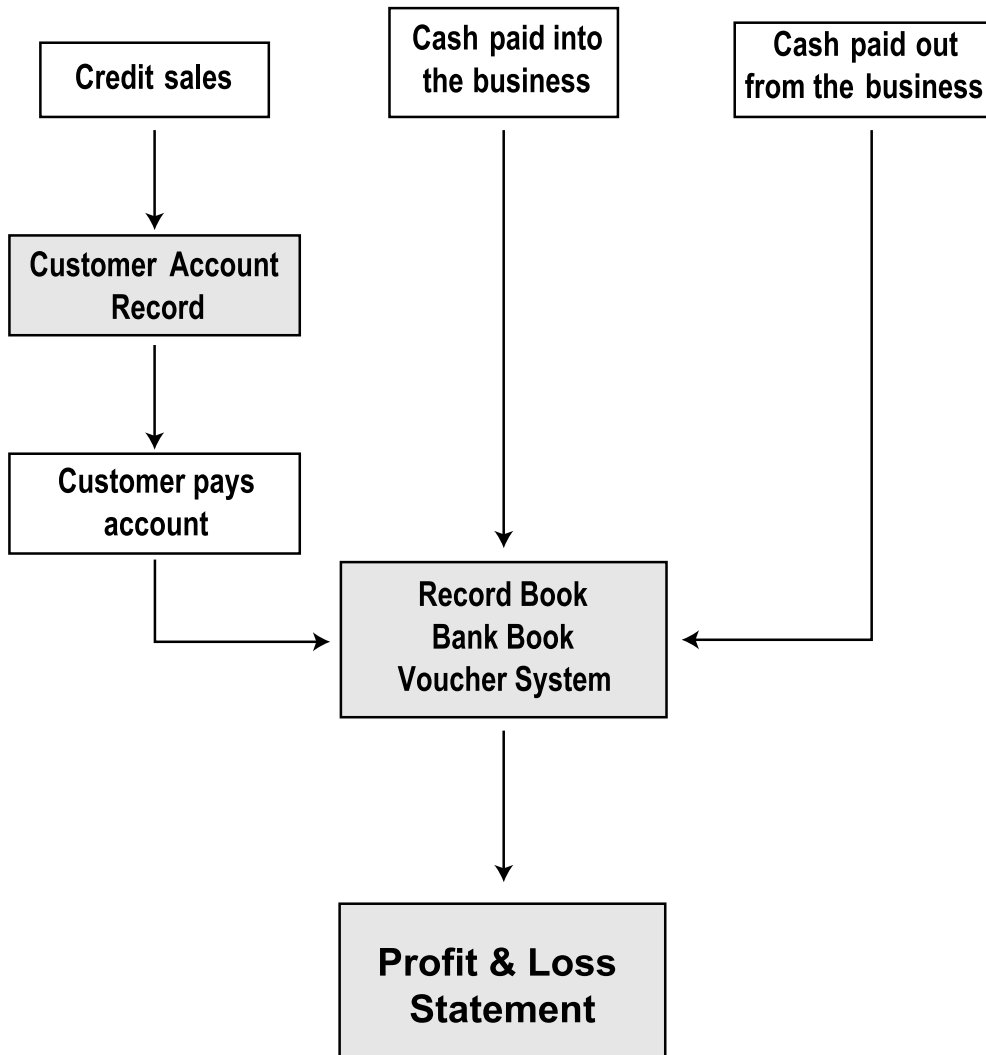 Credit sales
Cash paid into
the business
Cash paid out
from the business
Customer Account
Record
Customer pays
account
Record Book
Bank Book
Voucher System
Profit & Loss
Statement